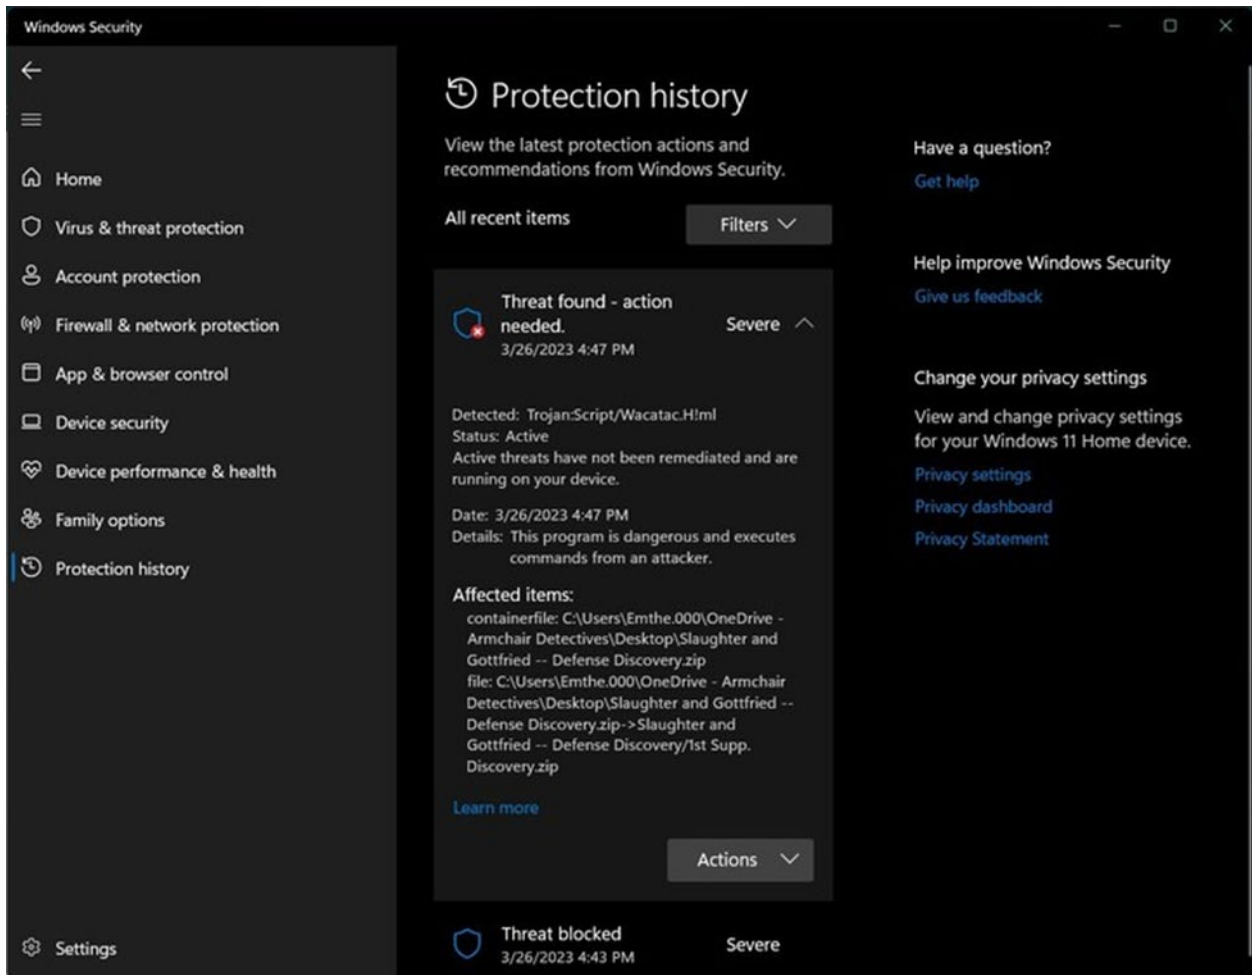 Windows Security
Home
Virus & threat protection
Account protection
Firewall & network protection
App & browser control
Device security
Device performance & health
Family options
Protection history
Settings
Protection history
View the latest protection actions and
recommendations from Windows Security.
All recent items
Filters
Threat found - action
needed.
3/26/2023 4:47 PM
Severe
Detected: Trojan:Script/Wacatac.H!ml
Status: Active
Active threats have not been remediated and are
running on your device.
Date: 3/26/2023 4:47 PM
Details: This program is dangerous and executes
commands from an attacker.
Affected items:
containerfile: C:\Users\Emthe.000\OneDrive -
Armchair Detectives\Desktop\Slaughter and
Gottfried -- Defense Discovery.zip
file: C:\Users\Emthe.000\OneDrive - Armchair
Detectives\Desktop\Slaughter and Gottfried --
Defense Discovery.zip->Slaughter and
Gottfried -- Defense Discovery/1st Supp.
Discovery.zip
Learn more
Actions
Threat blocked
3/26/2023 4:43 PM
Severe
Have a question?
Get help
Help improve Windows Security
Give us feedback
Change your privacy settings
View and change privacy settings
for your Windows 11 Home device.
Privacy settings
Privacy dashboard
Privacy Statement